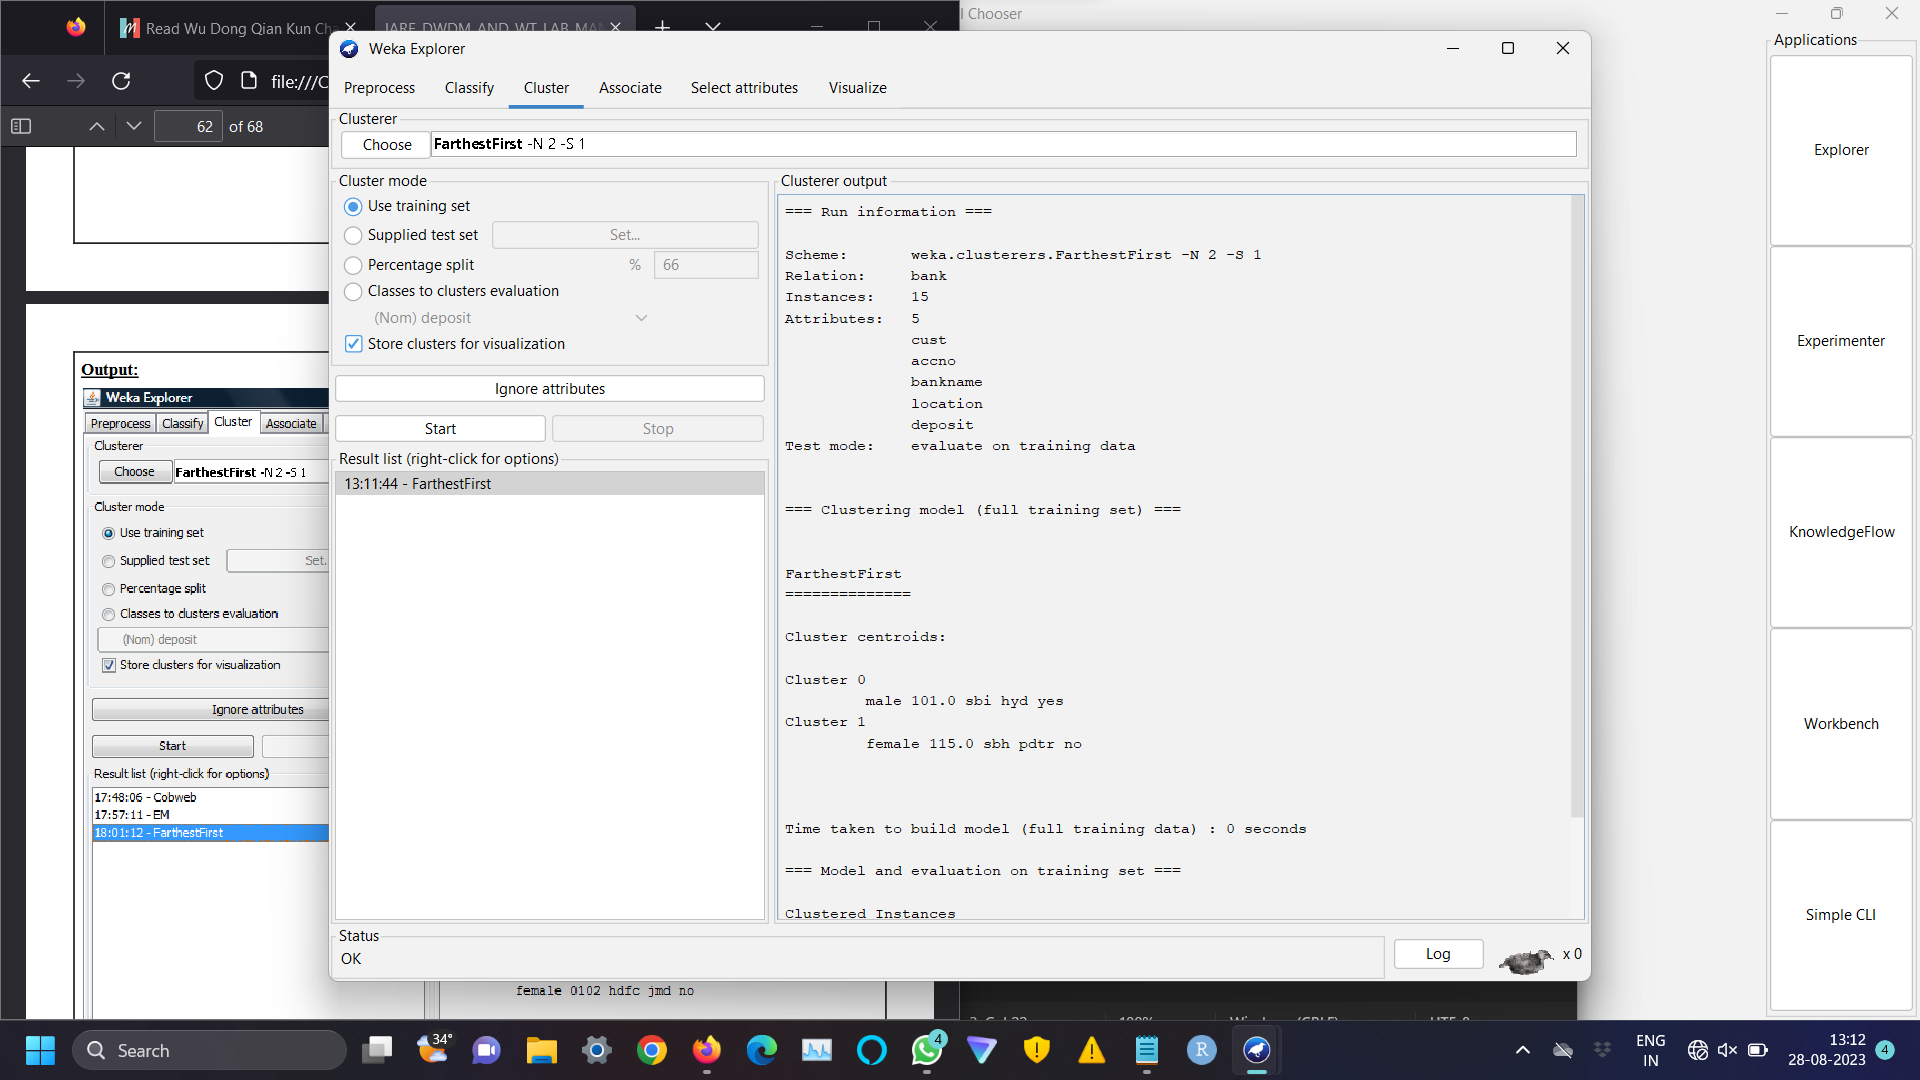 Read Wu Dong Qian Kun Cha
IARE_DWDM_AND_WT_LAB_MAN
file:///C
62 of 68
Output:
Weka Explorer
Preprocess Classify Cluster Associate
Clusterer
Choose FarthestFirst -N 2 -S 1
Cluster mode
Use training set
Supplied test set Set.
Percentage split
Classes to clusters evaluation
(Nom) deposit
Store clusters for visualization
Ignore attributes
Start
Result list (right-click for options)
17:48:06 - Cobweb
17:57:11 - EM
18:01:12 - FarthestFirst
female 0102 hdfc jmd no
Weka Explorer
Preprocess Classify Cluster Associate Select attributes Visualize
Clusterer
Choose FarthestFirst -N 2 -S 1
Cluster mode
Use training set
Supplied test set Set...
Percentage split % 66
Classes to clusters evaluation
(Nom) deposit
Store clusters for visualization
Ignore attributes
Start Stop
Result list (right-click for options)
13:11:44 - FarthestFirst
Clusterer output
=== Run information ===
Scheme: weka.clusterers.FarthestFirst -N 2 -S 1
Relation: bank
Instances: 15
Attributes: 5
cust
accno
bankname
location
deposit
Test mode: evaluate on training data
=== Clustering model (full training set) ===
FarthestFirst
==============
Cluster centroids:
Cluster 0
male 101.0 sbi hyd yes
Cluster 1
female 115.0 sbh pdtr no
Time taken to build model (full training data) : 0 seconds
=== Model and evaluation on training set ===
Clustered Instances
Status
OK
Log x 0
Chooser
Applications
Explorer
Experimenter
KnowledgeFlow
Workbench
Simple CLI
Search
34°
4
R
ENG
IN
13:12
28-08-2023
4